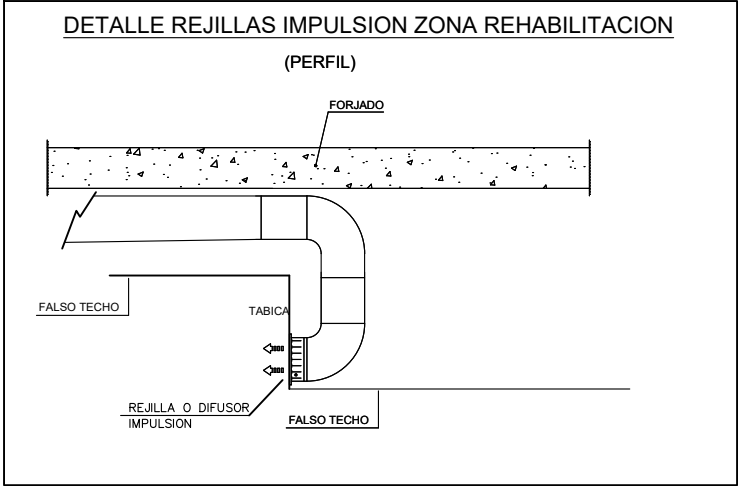 DETALLE REJILLAS IMPULSION ZONA REHABILITACION
(PERFIL)
FORJADO
FALSO TECHO
TABICA
REJILLA O DIFUSOR
IMPULSION
FALSO TECHO